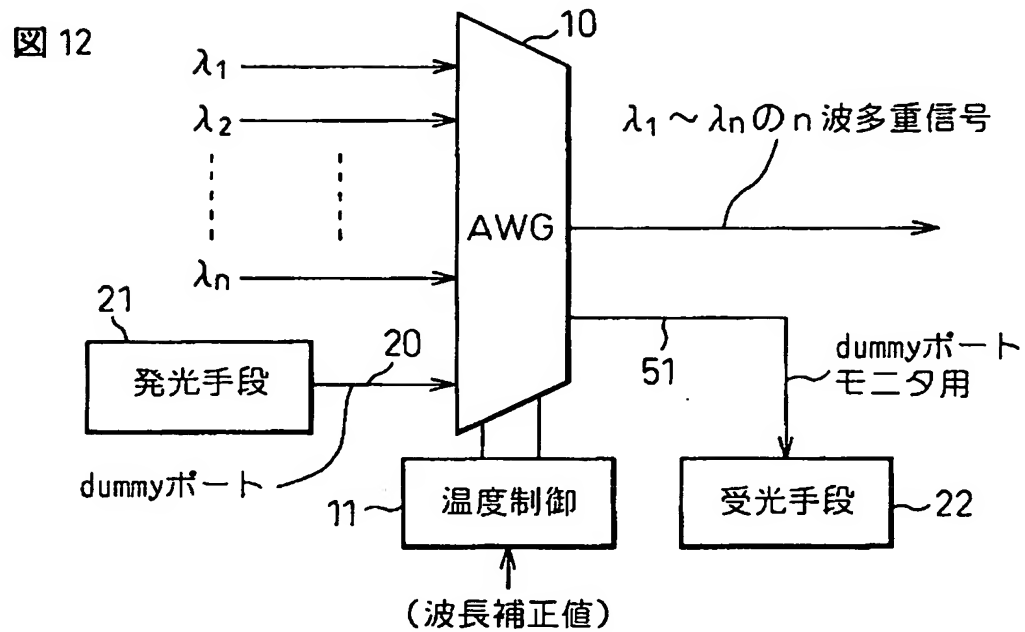 図 12
10
λ1
λ2
λ1～λnのn波多重信号
AWG
λn
21
発光手段
20
51
dummyポート
モニタ用
dummyポート
11
温度制御
受光手段
22
(波長補正値)